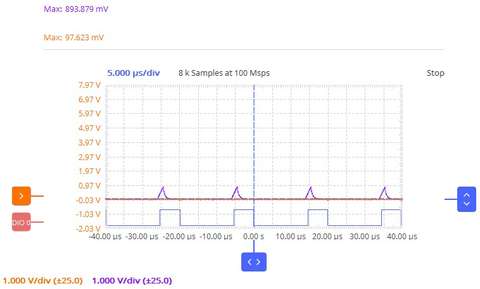 Max: 893.879 mV
Max: 97.623 mV
5.000 µs/div 8 k Samples at 100 Msps Stop
7.97 V
6.97 V
5.97 V
4.97 V
3.97 V
2.97 V
1.97 V
0.97 V
-0.03 V
-1.03 V
DIO 0
-2.03 V
-40.00 µs -30.00 µs -20.00 µs -10.00 µs 0.00 s 10.00 µs 20.00 µs 30.00 µs 40.00 µs
1.000 V/div (±25.0) 1.000 V/div (±25.0)